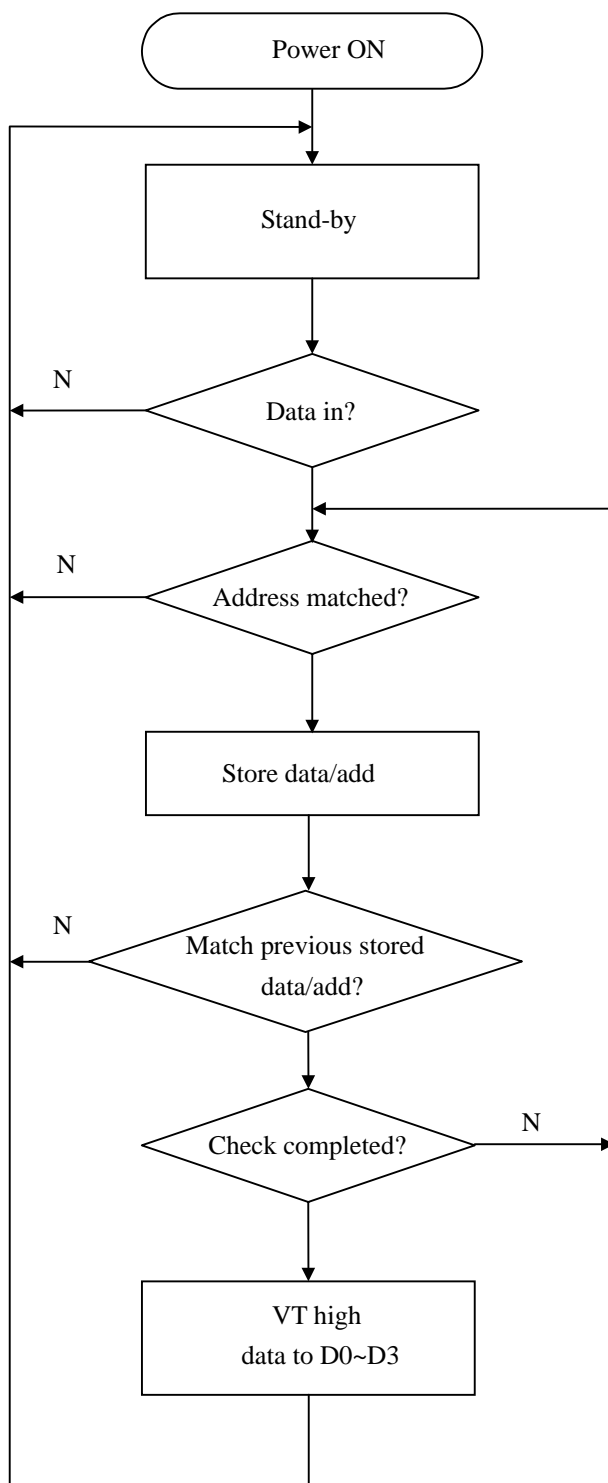 Power ON
Stand-by
N
Data in?
N
Address matched?
Store data/add
N
Match previous stored
data/add?
Check completed?
N
VT high
data to D0~D3